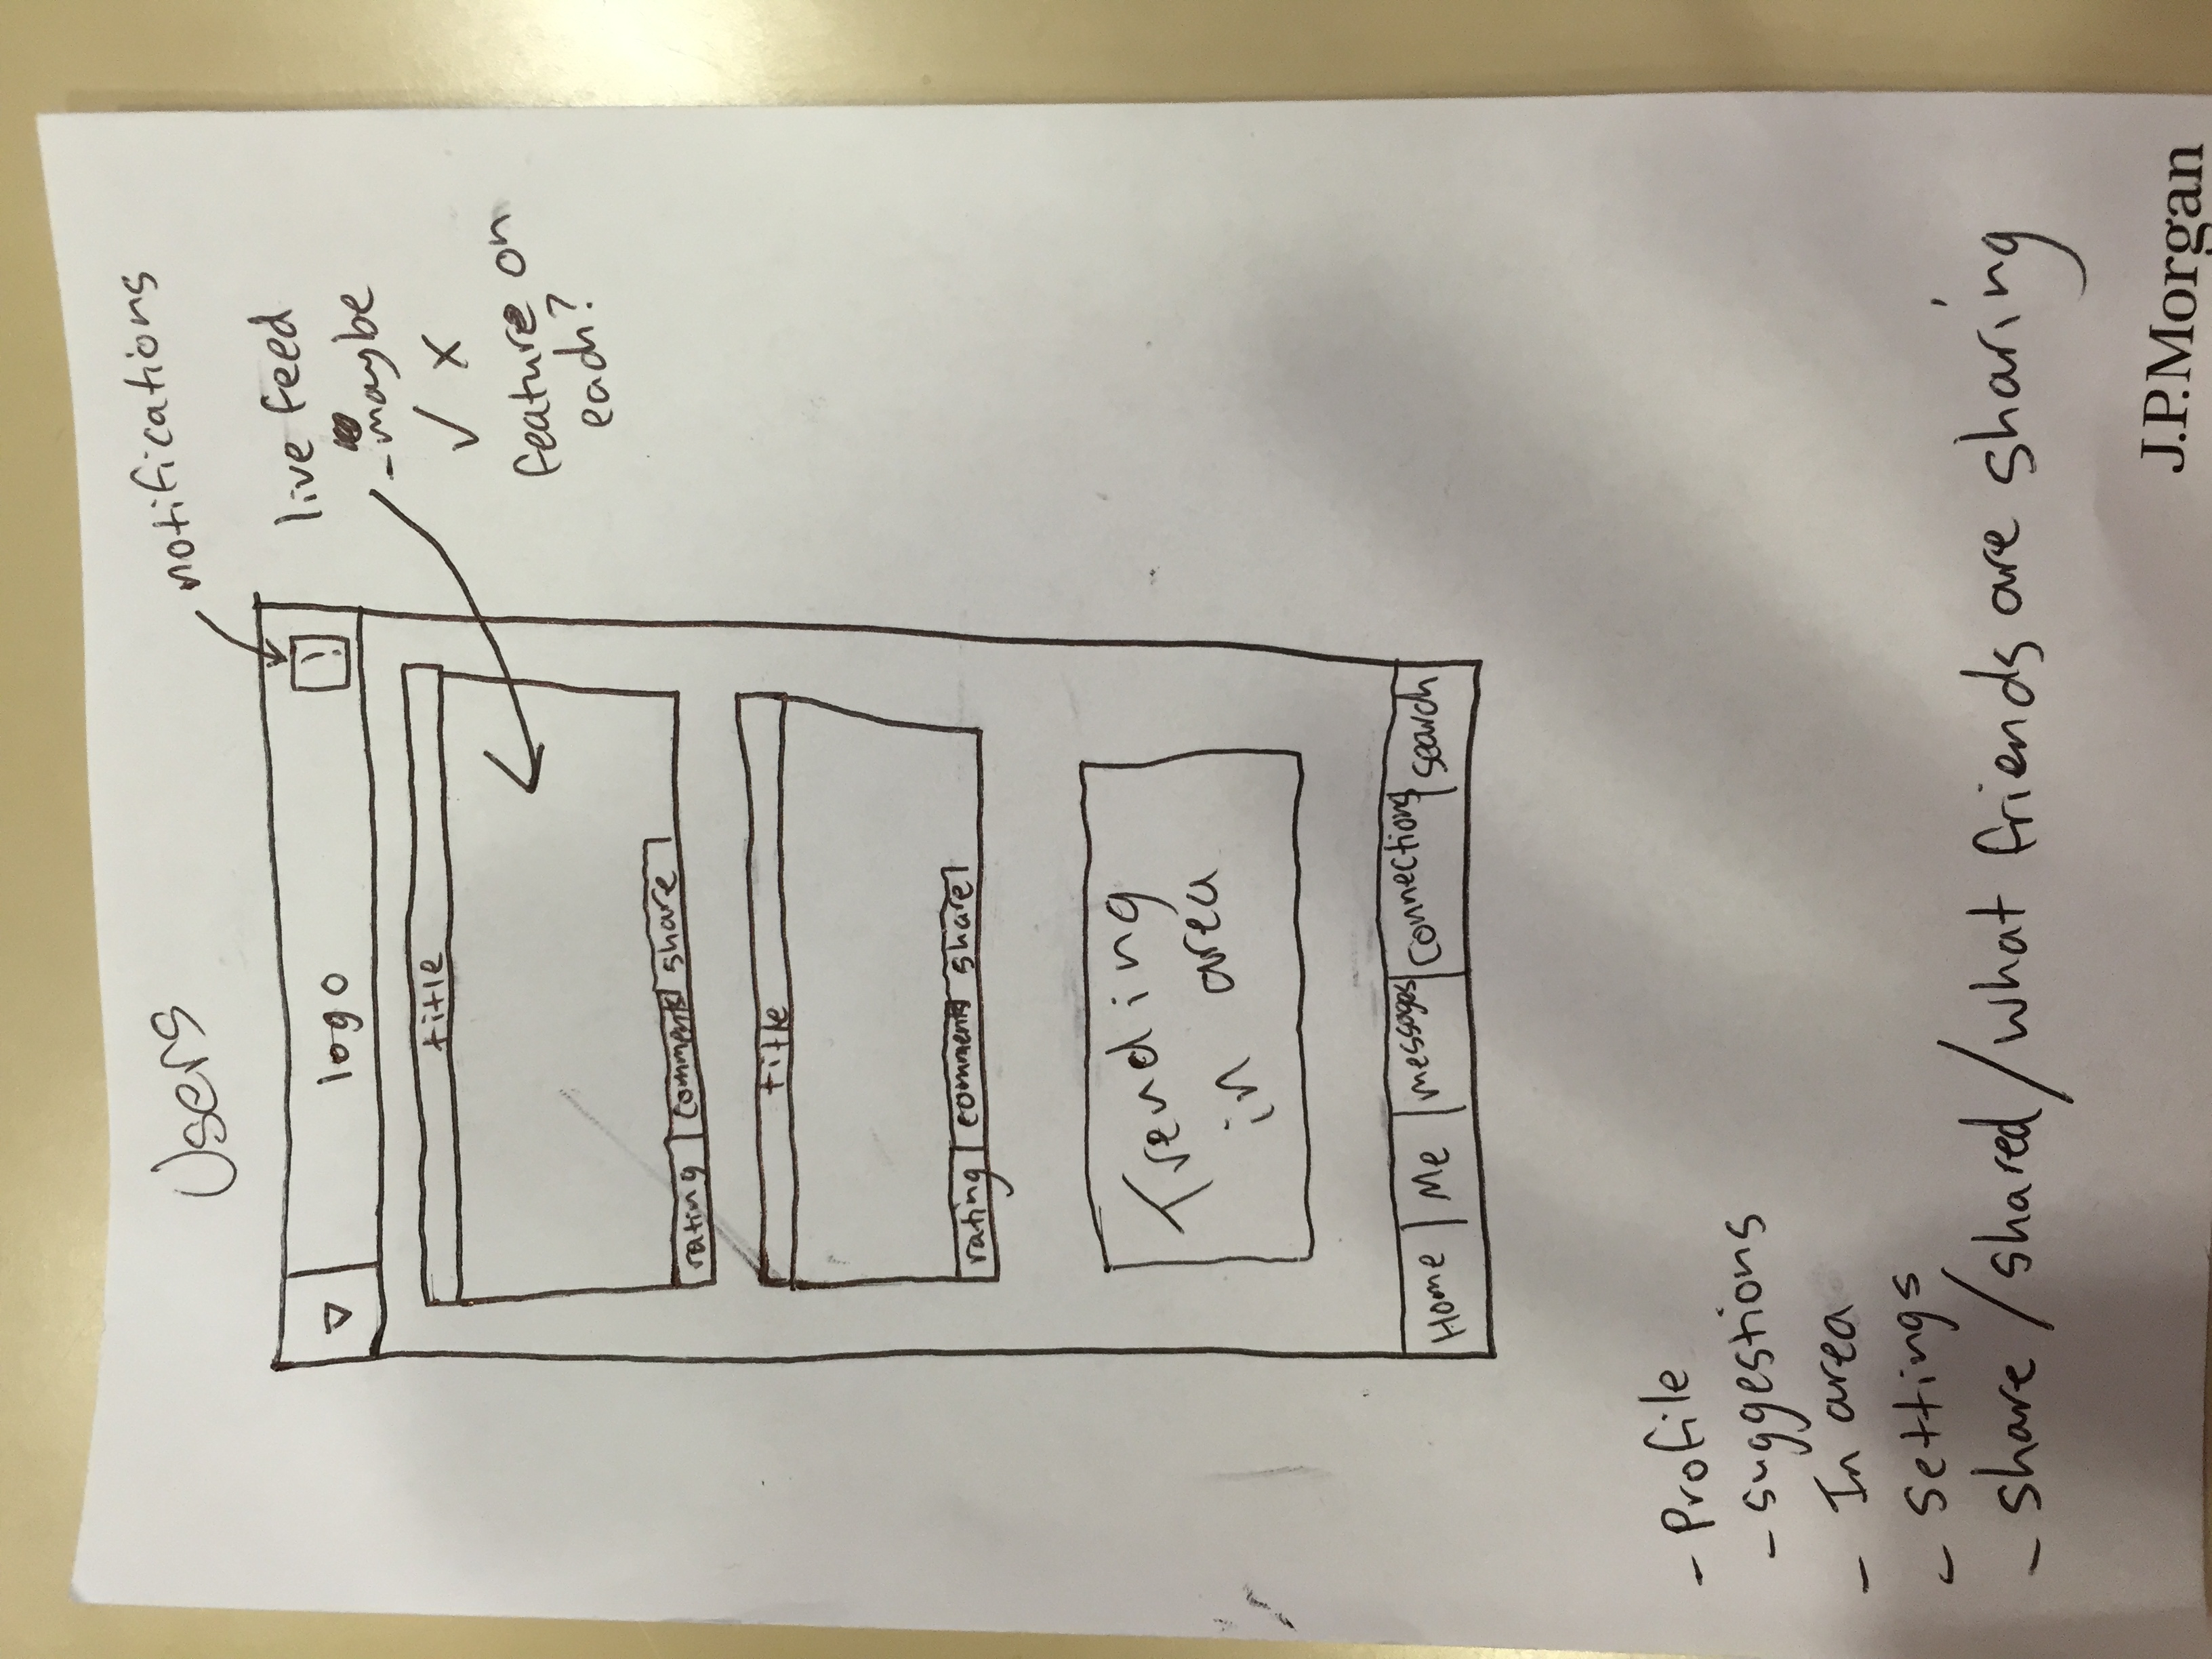 Users
notifications
logo
!
live feed
- maybe
✓ X
feature on
each?
title
rating comments share
title
rating comments share
Trending
in area
Home Me messages Connections search
- Profile
- suggestions
- In area
- Settings
- share / shared / what friends are sharing
J.P.Morgan